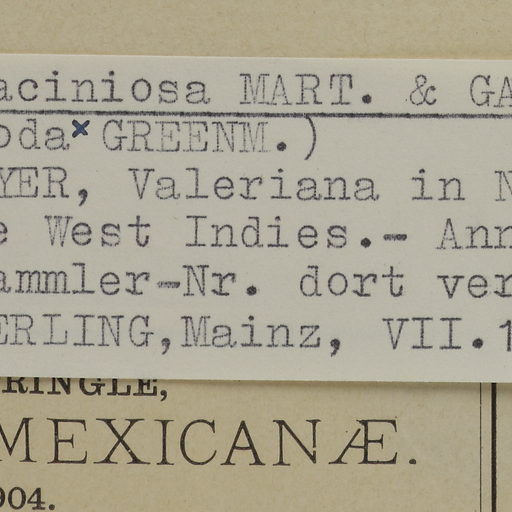 aciniosa MART. & GA
oda x GREENM.)
YER, Valeriana in N
e West Indies.- Ann
ammler-Nr. dort ver
ERLING,Mainz, VII.1
RINGLE,
MEXICANÆ.
904.